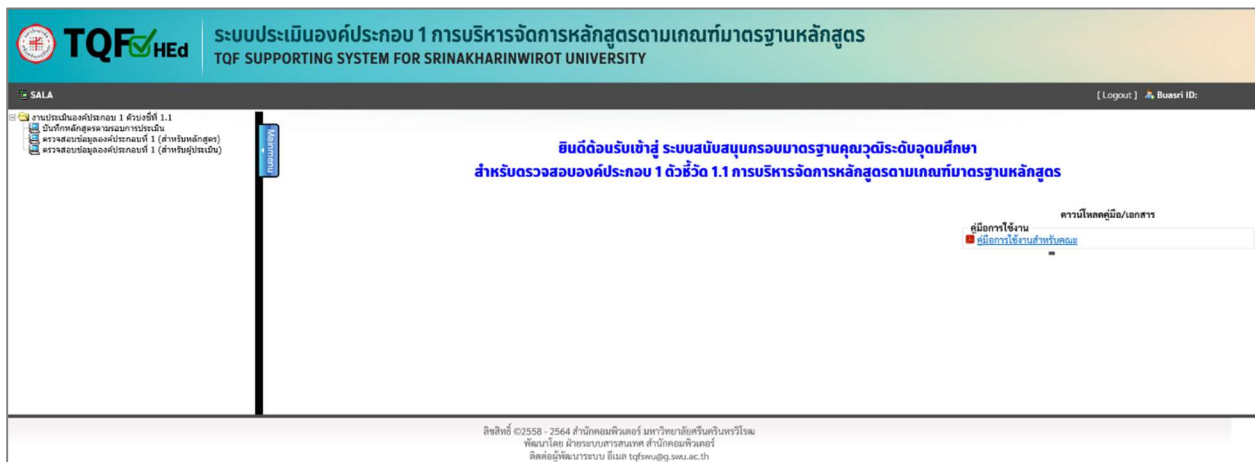 TQF HEd
ระบบประเมินองค์ประกอบ 1 การบริหารจัดการหลักสูตรตามเกณฑ์มาตรฐานหลักสูตร
TQF SUPPORTING SYSTEM FOR SRINAKHARINWIROT UNIVERSITY
SALA
[ Logout ] Buasri ID:
งานประเมินองค์ประกอบ 1 ตัวบ่งชี้ที่ 1.1
บันทึกหลักสูตรตามรอบการประเมิน
ตรวจสอบข้อมูลองค์ประกอบที่ 1 (สำหรับหลักสูตร)
ตรวจสอบข้อมูลองค์ประกอบที่ 1 (สำหรับผู้ประเมิน)
Mainmenu
ยินดีต้อนรับเข้าสู่ ระบบสนับสนุนกรอบมาตรฐานคุณวุฒิระดับอุดมศึกษา
สำหรับตรวจสอบองค์ประกอบ 1 ตัวชี้วัด 1.1 การบริหารจัดการหลักสูตรตามเกณฑ์มาตรฐานหลักสูตร
ดาวน์โหลดคู่มือ/เอกสาร
คู่มือการใช้งาน
คู่มือการใช้งานสำหรับคณะ
ลิขสิทธิ์ ©2558 - 2564 สำนักคอมพิวเตอร์ มหาวิทยาลัยศรีนครินทรวิโรฒ
พัฒนาโดย ฝ่ายระบบสารสนเทศ สำนักคอมพิวเตอร์
ติดต่อผู้พัฒนาระบบ อีเมล tqfswu@g.swu.ac.th